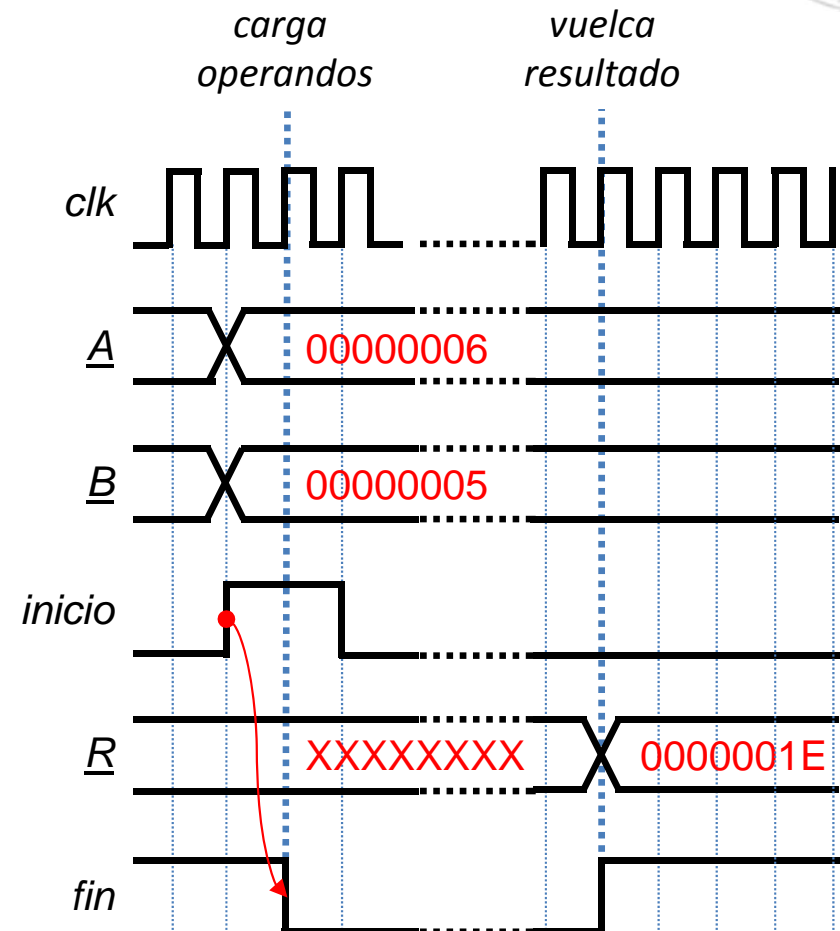 carga
operandos
vuelca
resultado
clk
A
00000006
B
00000005
inicio
R
XXXXXXXX
0000001E
fin